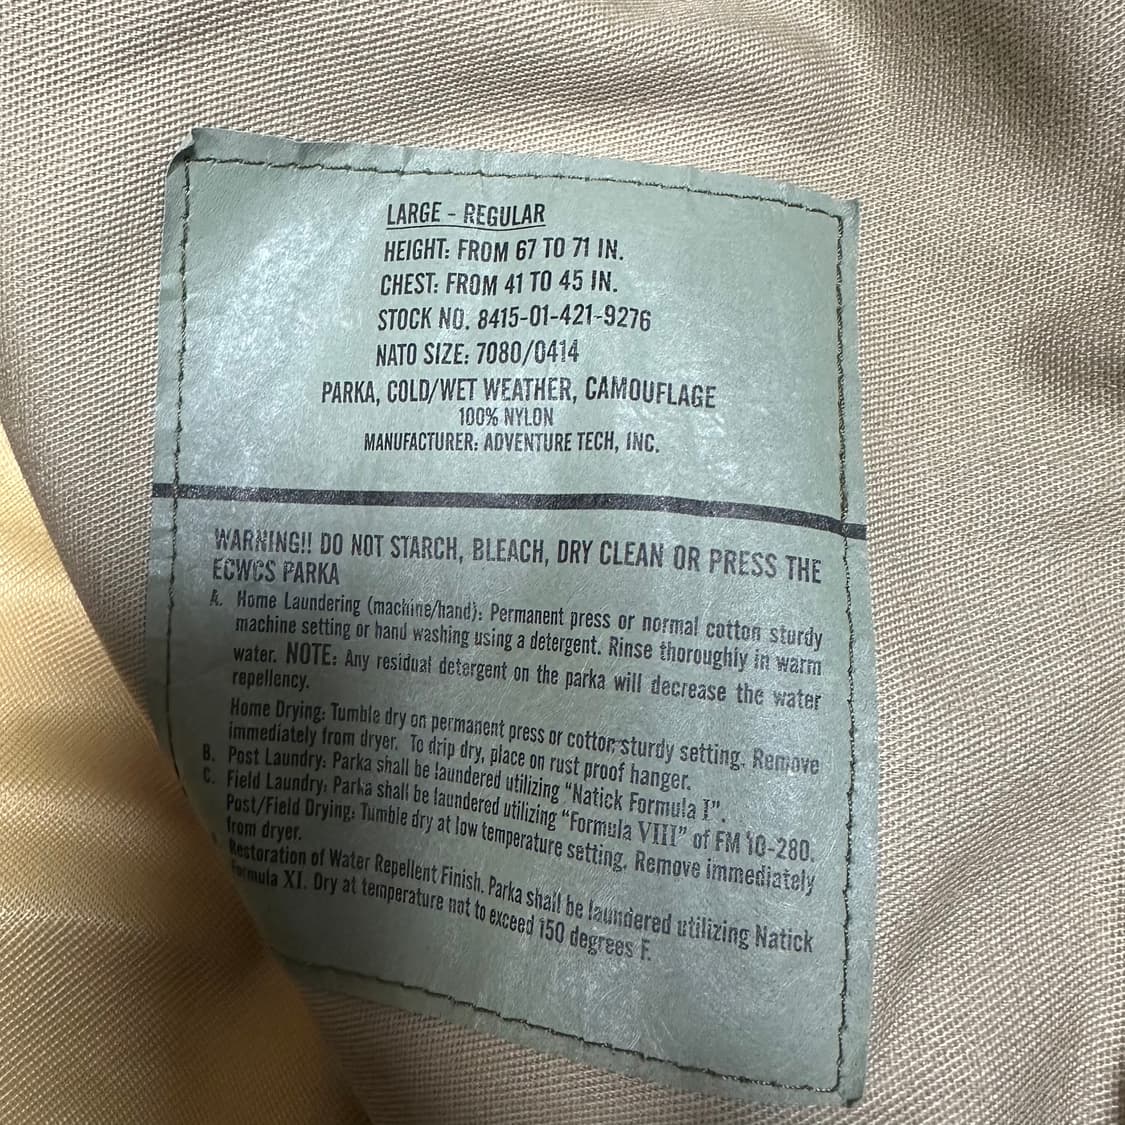 LARGE - REGULAR
HEIGHT: FROM 67 TO 71 IN.
CHEST: FROM 41 TO 45 IN.
STOCK NO. 8415-01-421-9276
NATO SIZE: 7080/0414
PARKA, COLD/WET WEATHER, CAMOUFLAGE
100% NYLON
MANUFACTURER: ADVENTURE TECH, INC.
WARNING!! DO NOT STARCH, BLEACH, DRY CLEAN OR PRESS THE
ECWCS PARKA
A. Home Laundering (machine/hand): Permanent press or normal cotton sturdy
machine setting or hand washing using a detergent. Rinse thoroughly in warm
water. NOTE: Any residual detergent on the parka will decrease the water
repellency.
Home Drying: Tumble dry on permanent press or cotton sturdy setting. Remove
immediately from dryer. To drip dry, place on rust proof hanger.
B. Post Laundry: Parka shall be laundered utilizing "Natick Formula I".
C. Field Laundry: Parka shall be laundered utilizing "Formula VIII" of FM 10-280.
Post/Field Drying: Tumble dry at low temperature setting. Remove immediately
from dryer.
Restoration of Water Repellent Finish. Parka shall be laundered utilizing Natick
Formula XI. Dry at temperature not to exceed 150 degrees F.